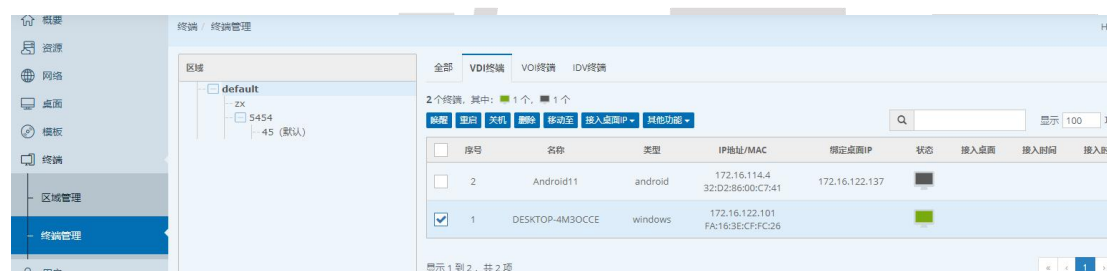 概要
终端 / 终端管理
资源
网络
桌面
模板
终端
区域管理
终端管理
区域
default
zx
5454
45 (默认)
全部 VDI终端 VOI终端 IDV终端
2个终端, 其中: 1个, 1个
唤醒 重启 关机 删除 移动至 接入桌面IP 其他功能
显示 100
序号 名称 类型 IP地址/MAC 绑定桌面IP 状态 接入桌面 接入时间
2 Android11 android 172.16.114.4 172.16.122.137
32:D2:86:00:C7:41
1 DESKTOP-4M3OCCE windows 172.16.122.101
FA:16:3E:CF:FC:26
显示 1 到 2 , 共 2 项
« ‹ 1 ›